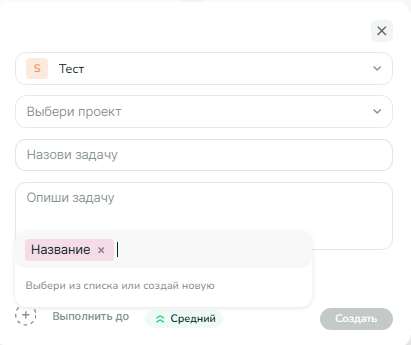 S Тест
Выбери проект
Назови задачу
Опиши задачу
Название ×
Выбери из списка или создай новую
Выполнить до
Средний
Создать